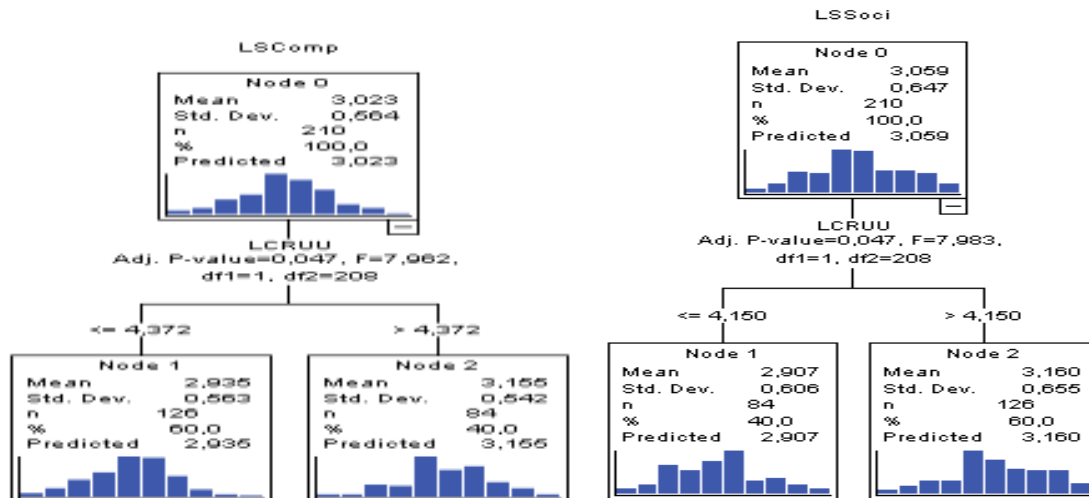 LSComp
Node 0
Mean 3,023
Std. Dev. 0,564
n 210
% 100,0
Predicted 3,023
LCRUU
Adj. P-value=0,047, F=7,962,
df1=1, df2=208
<= 4,372
> 4,372
Node 1
Mean 2,935
Std. Dev. 0,563
n 126
% 60,0
Predicted 2,935
Node 2
Mean 3,155
Std. Dev. 0,542
n 84
% 40,0
Predicted 3,155
LSSoci
Node 0
Mean 3,059
Std. Dev. 0,647
n 210
% 100,0
Predicted 3,059
LCRUU
Adj. P-value=0,047, F=7,983,
df1=1, df2=208
<= 4,150
> 4,150
Node 1
Mean 2,907
Std. Dev. 0,606
n 84
% 40,0
Predicted 2,907
Node 2
Mean 3,160
Std. Dev. 0,655
n 126
% 60,0
Predicted 3,160